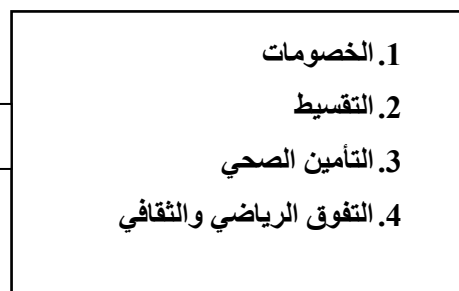 1. الخصومات
2. التقسيط
3. التأمين الصحي
4. التفوق الرياضي والثقافي